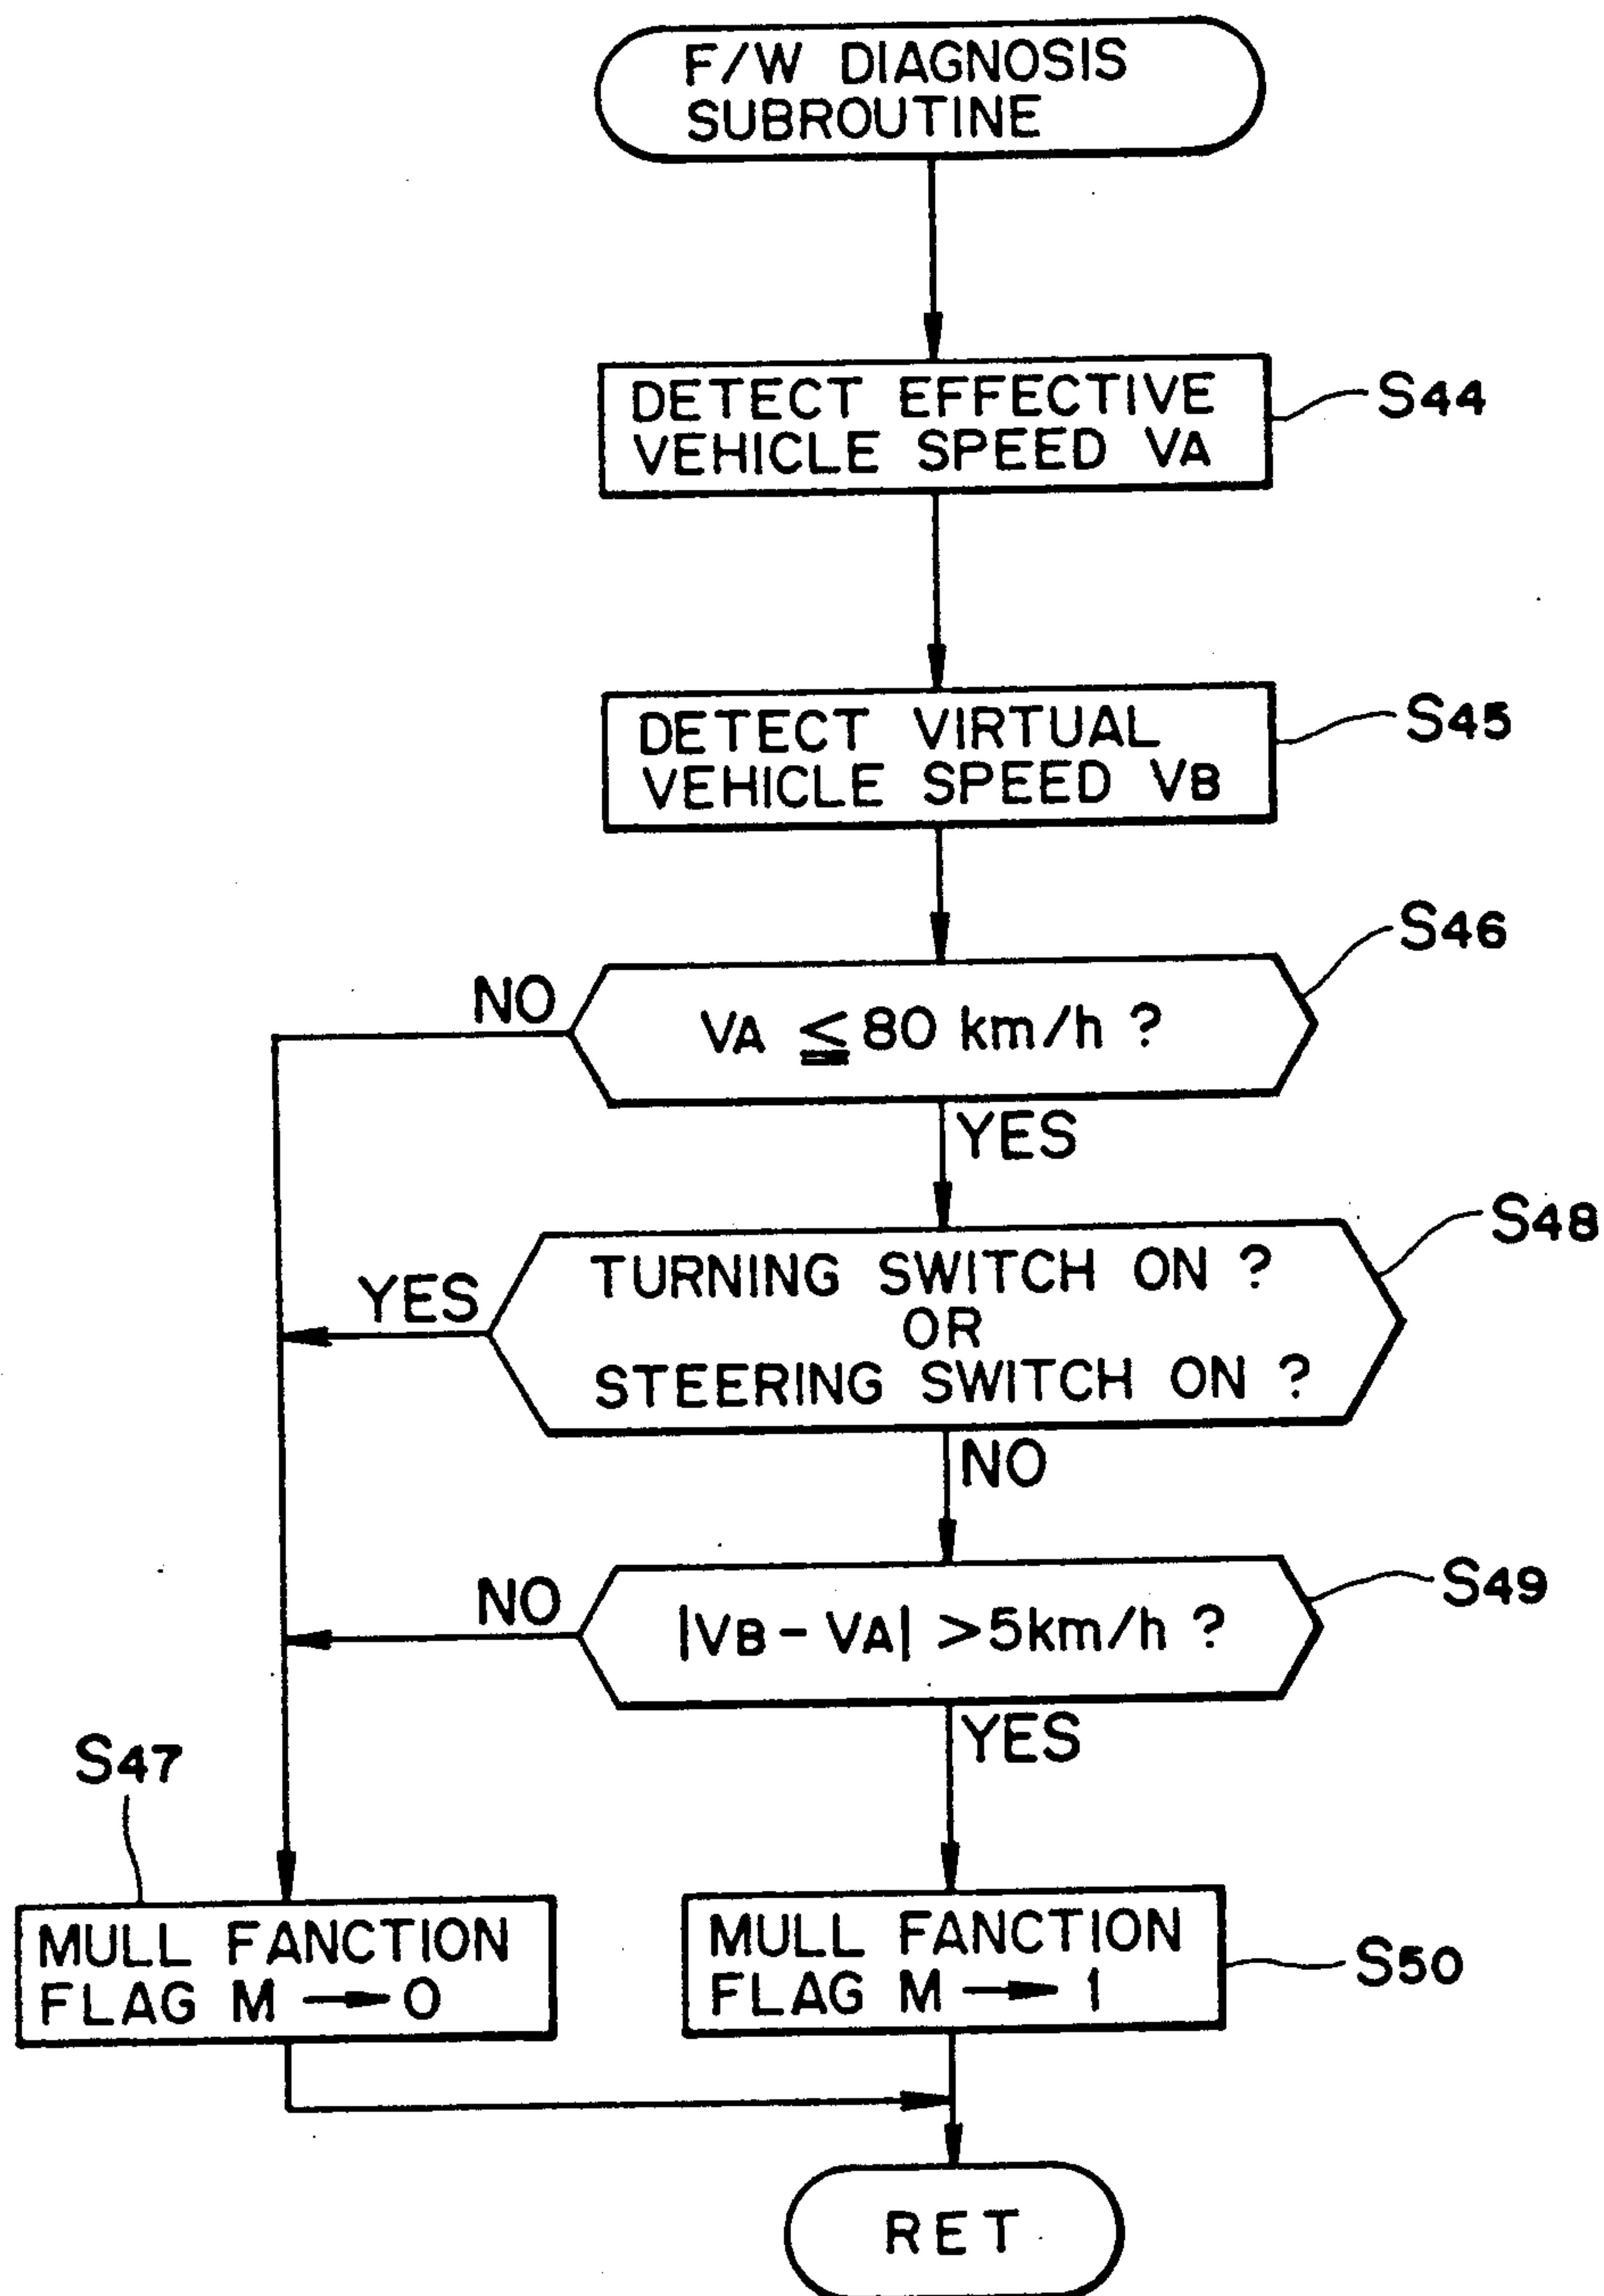 F/W DIAGNOSIS
SUBROUTINE
DETECT EFFECTIVE
VEHICLE SPEED VA
S44
DETECT VIRTUAL
VEHICLE SPEED VB
S45
S46
NO
VA ≦ 80 km/h ?
YES
S48
YES
TURNING SWITCH ON ?
OR
STEERING SWITCH ON ?
NO
S49
NO
|VB - VA| > 5km/h ?
YES
S47
MULL FANCTION
FLAG M → 0
MULL FANCTION
FLAG M → 1
S50
RET